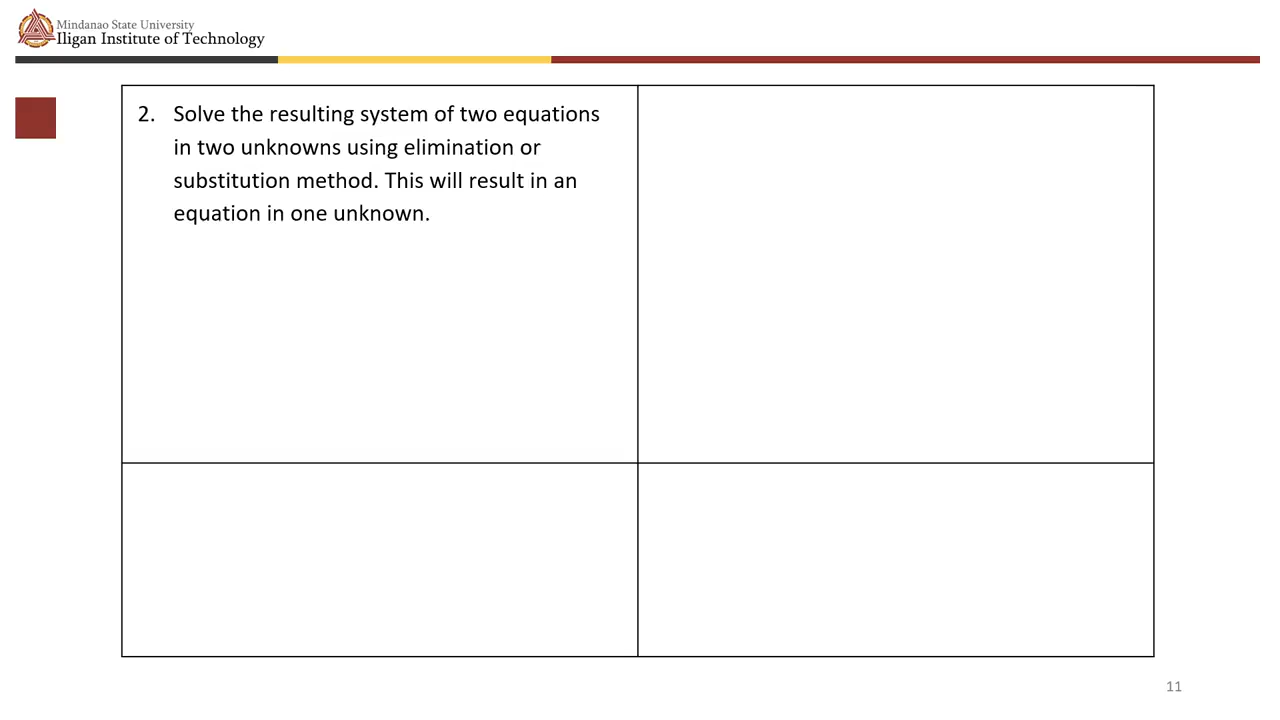 Mindanao State University
Iligan Institute of Technology
2. Solve the resulting system of two equations
in two unknowns using elimination or
substitution method. This will result in an
equation in one unknown.
11